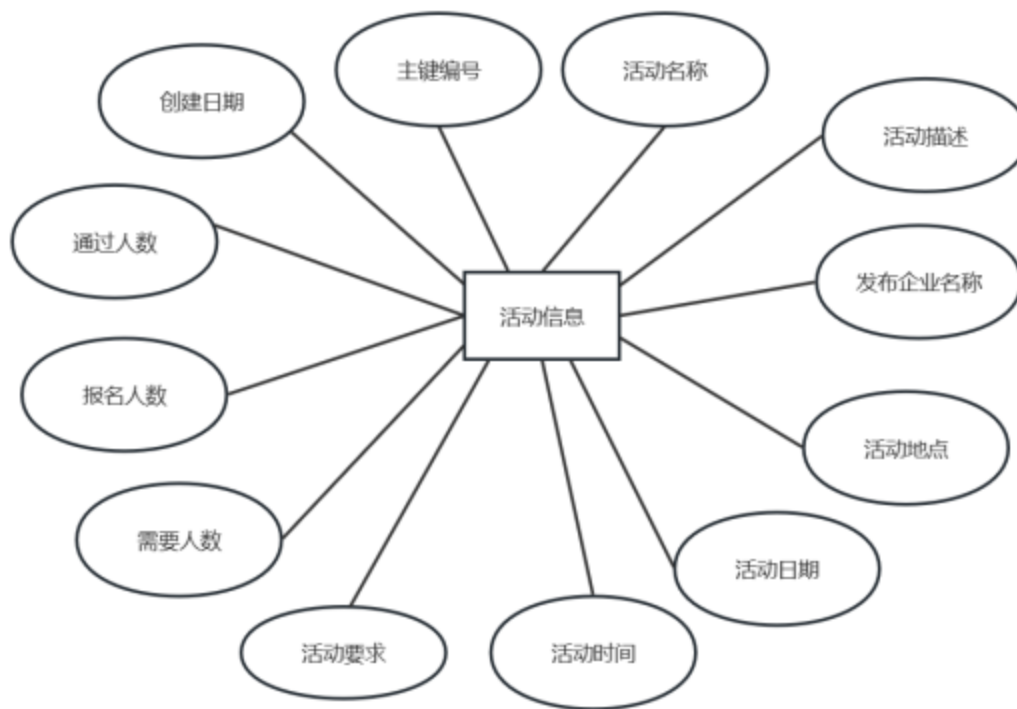 主键编号
活动名称
创建日期
活动描述
通过人数
发布企业名称
活动信息
报名人数
活动地点
需要人数
活动日期
活动要求
活动时间